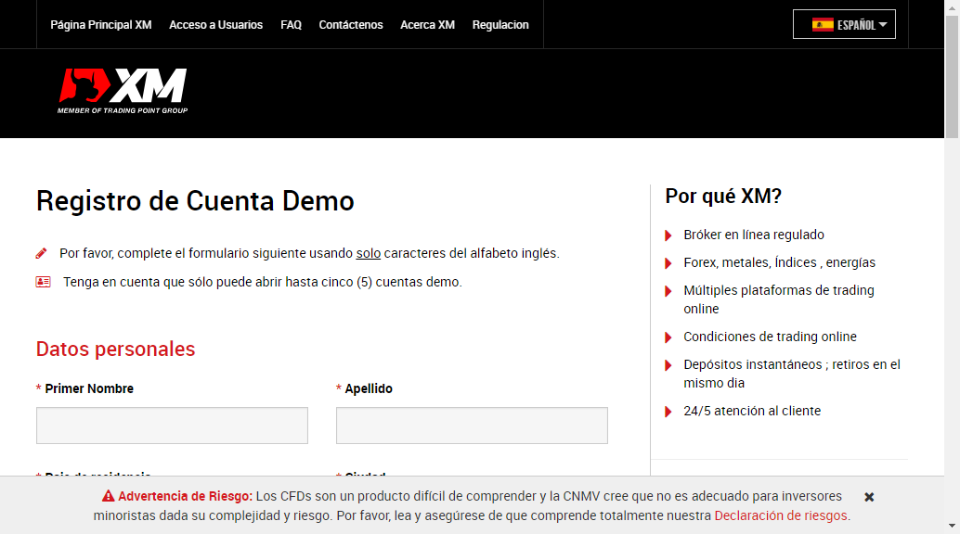 Página Principal XM Acceso a Usuarios FAQ Contáctenos Acerca XM Regulacion ESPAÑOL
XM
MEMBER OF TRADING POINT GROUP
Registro de Cuenta Demo
Por favor, complete el formulario siguiente usando solo caracteres del alfabeto inglés.
Tenga en cuenta que sólo puede abrir hasta cinco (5) cuentas demo.
Datos personales
* Primer Nombre
* Apellido
* País de residencia
* Ciudad
Por qué XM?
Bróker en línea regulado
Forex, metales, Índices , energías
Múltiples plataformas de trading
online
Condiciones de trading online
Depósitos instantáneos ; retiros en el
mismo dia
24/5 atención al cliente
Advertencia de Riesgo: Los CFDs son un producto difícil de comprender y la CNMV cree que no es adecuado para inversores
minoristas dada su complejidad y riesgo. Por favor, lea y asegúrese de que comprende totalmente nuestra Declaración de riesgos.